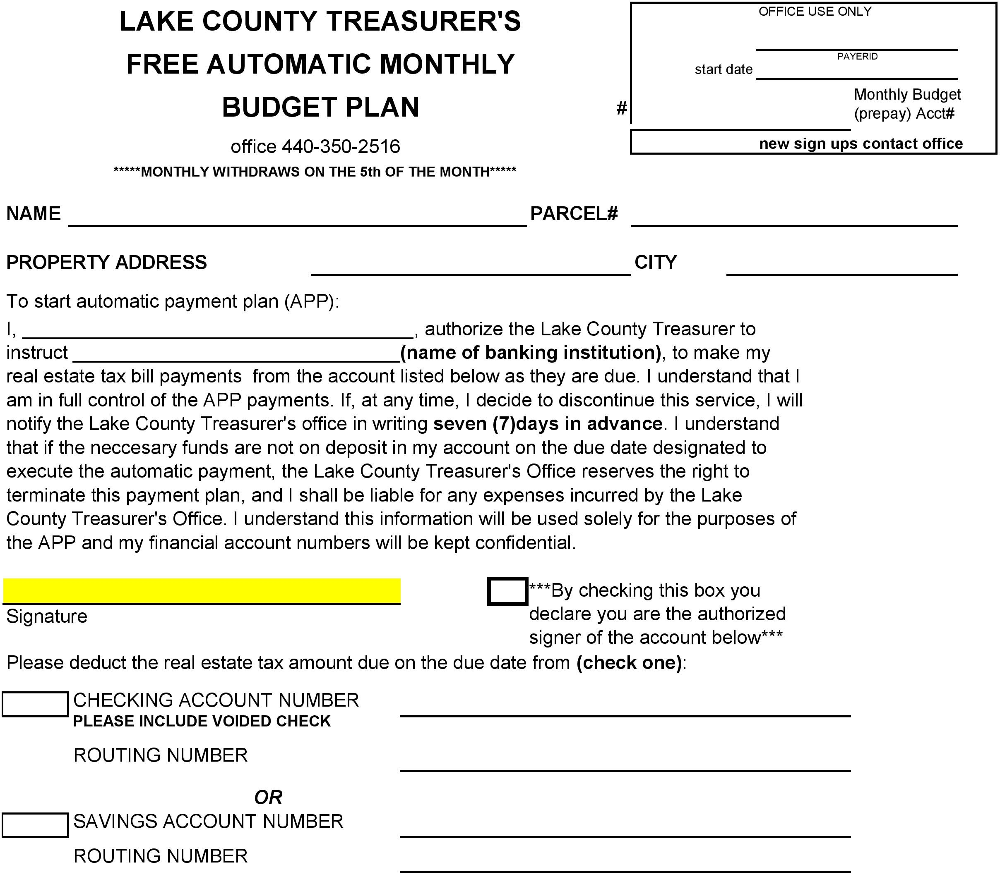 LAKE COUNTY TREASURER'S
FREE AUTOMATIC MONTHLY
BUDGET PLAN
office 440-350-2516
*****MONTHLY WITHDRAWS ON THE 5th OF THE MONTH*****
OFFICE USE ONLY
PAYERID
start date
#
Monthly Budget
(prepay) Acct#
new sign ups contact office
NAME PARCEL#
PROPERTY ADDRESS CITY
To start automatic payment plan (APP):
I, , authorize the Lake County Treasurer to
instruct (name of banking institution), to make my
real estate tax bill payments  from the account listed below as they are due. I understand that I
am in full control of the APP payments. If, at any time, I decide to discontinue this service, I will
notify the Lake County Treasurer's office in writing seven (7)days in advance. I understand
that if the neccesary funds are not on deposit in my account on the due date designated to
execute the automatic payment, the Lake County Treasurer's Office reserves the right to
terminate this payment plan, and I shall be liable for any expenses incurred by the Lake
County Treasurer's Office. I understand this information will be used solely for the purposes of
the APP and my financial account numbers will be kept confidential.
Signature
***By checking this box you
declare you are the authorized
signer of the account below***
Please deduct the real estate tax amount due on the due date from (check one):
CHECKING ACCOUNT NUMBER
PLEASE INCLUDE VOIDED CHECK
ROUTING NUMBER
OR
SAVINGS ACCOUNT NUMBER
ROUTING NUMBER